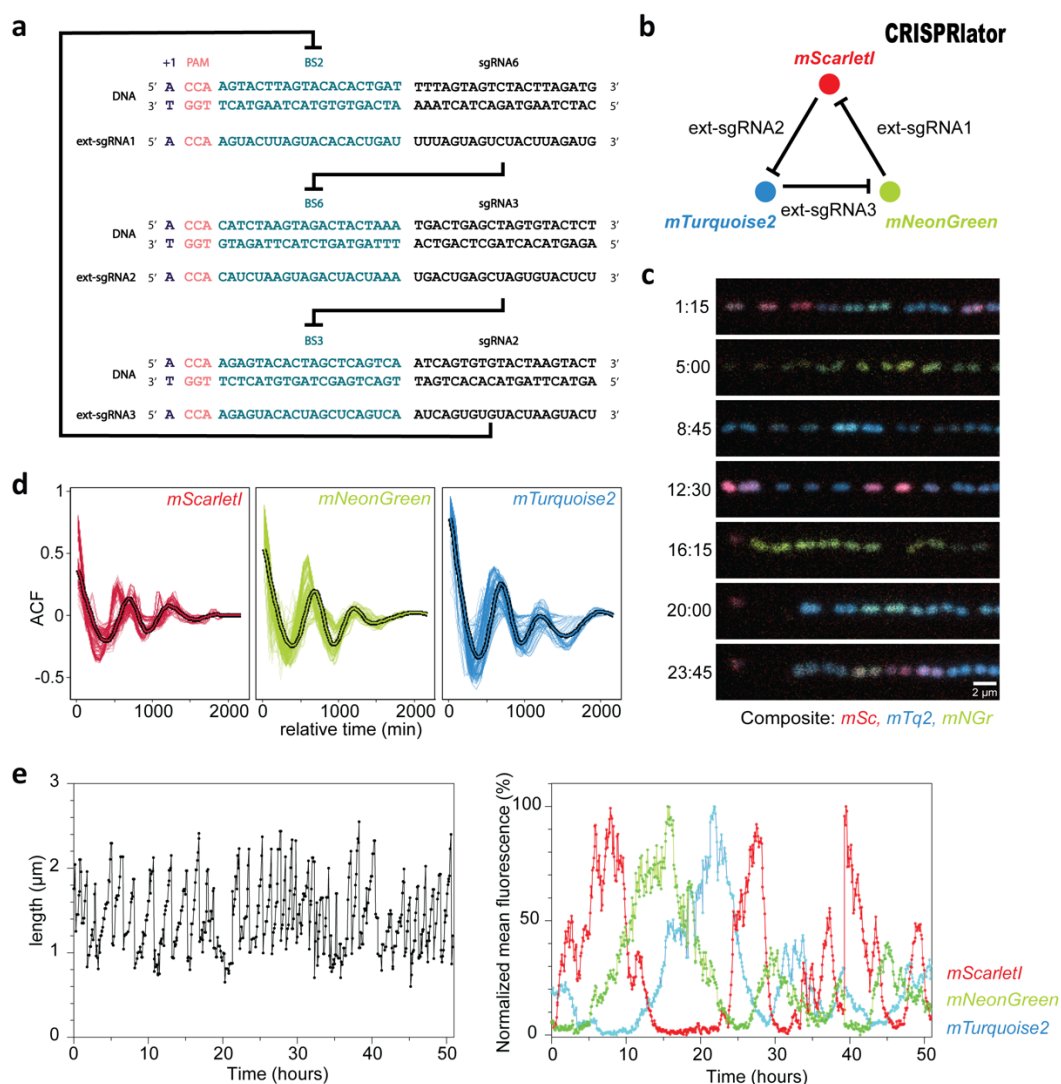 a
+1 PAM BS2 sgRNA6
DNA 5′ A CCA AGTACTTAGTACACACTGAT TTTAGTAGTCTACTTAGATG 3′
3′ T GGT TCATGAATCATGTGTGACTA AAATCATCAGATGAATCTAC 5′
ext-sgRNA1 5′ A CCA AGUACUUAGUACACACUGAU UUUAGUAGUCUACUUAGAUG 3′
BS6 sgRNA3
DNA 5′ A CCA CATCTAAGTAGACTACTAAA TGACTGAGCTAGTGTACTCT 3′
3′ T GGT GTAGATTCATCTGATGATTT ACTGACTCGATCACATGAGA 5′
ext-sgRNA2 5′ A CCA CAUCUAAGUAGACUACUAAA UGACUGAGCUAGUGUACUCU 3′
BS3 sgRNA2
DNA 5′ A CCA AGAGTACACTAGCTCAGTCA ATCAGTGTGTACTAAGTACT 3′
3′ T GGT TCTCATGTGATCGAGTCAGT TAGTCACACATGATTCATGA 5′
ext-sgRNA3 5′ A CCA AGAGUACACUAGCUCAGUCA AUCAGUGUGUACUAAGUACU 3′
b
CRISPRlator
mScarletI
ext-sgRNA2 ext-sgRNA1
mTurquoise2 ext-sgRNA3 mNeonGreen
c
1:15
5:00
8:45
12:30
16:15
20:00
23:45
2 µm
Composite: mSc, mTq2, mNGr
d
mScarletI mNeonGreen mTurquoise2
ACF
1
0.5
0
-0.5
0 1000 2000 0 1000 2000 0 1000 2000
relative time (min)
e
length (µm)
3
2
1
0
0 10 20 30 40 50
Time (hours)
Normalized mean fluorescence (%)
100
50
0
0 10 20 30 40 50
Time (hours)
mScarletI
mNeonGreen
mTurquoise2